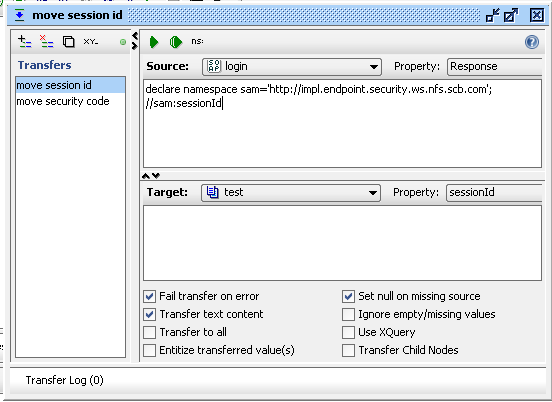 move session id
XY=
ns:
Transfers
move session id
move security code
Source:
SOAP
login
Property:
Response
declare namespace sam='http://impl.endpoint.security.ws.nfs.scb.com';
//sam:sessionId
Target:
test
Property:
sessionId
Fail transfer on error
Set null on missing source
Transfer text content
Ignore empty/missing values
Transfer to all
Use XQuery
Entitize transferred value(s)
Transfer Child Nodes
Transfer Log (0)